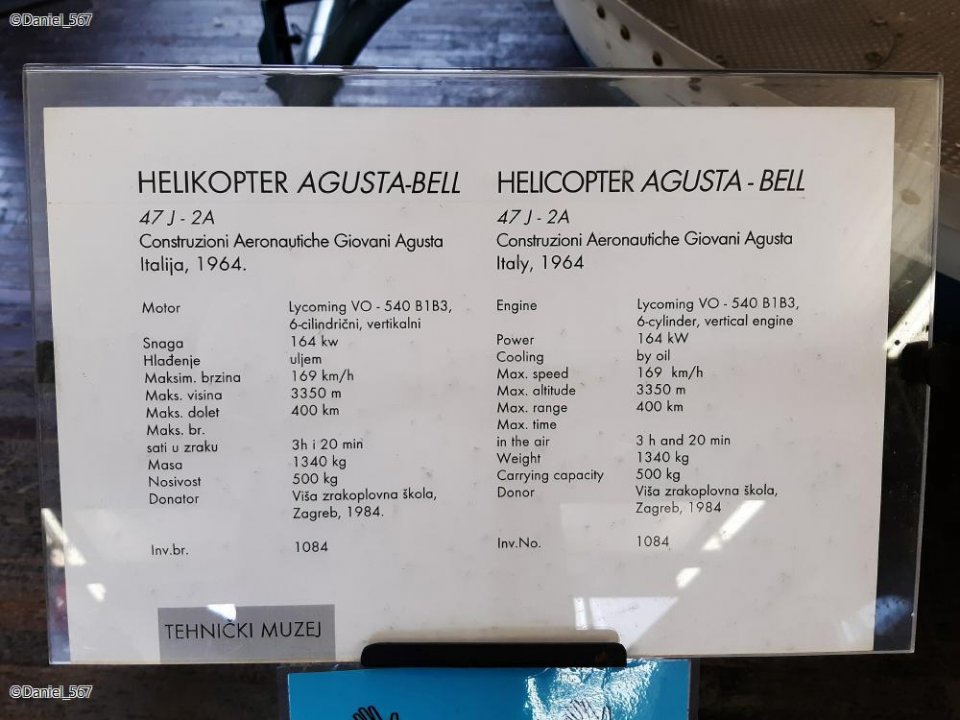 ©Daniel_567
HELIKOPTER AGUSTA-BELL
47 J - 2A
Construzioni Aeronautiche Giovani Agusta
Italija, 1964.
Motor Lycoming VO - 540 B1B3,
6-cilindrični, vertikalni
Snaga 164 kw
Hlađenje uljem
Maksim. brzina 169 km/h
Maks. visina 3350 m
Maks. dolet 400 km
Maks. br.
sati u zraku 3h i 20 min
Masa 1340 kg
Nosivost 500 kg
Donator Viša zrakoplovna škola,
Zagreb, 1984.
Inv.br. 1084
HELICOPTER AGUSTA - BELL
47 J - 2A
Construzioni Aeronautiche Giovani Agusta
Italy, 1964
Engine Lycoming VO - 540 B1B3,
6-cylinder, vertical engine
Power 164 kW
Cooling by oil
Max. speed 169 km/h
Max. altitude 3350 m
Max. range 400 km
Max. time
in the air 3 h and 20 min
Weight 1340 kg
Carrying capacity 500 kg
Donor Viša zrakoplovna škola,
Zagreb, 1984
Inv.No. 1084
TEHNIČKI MUZEJ
©Daniel_567